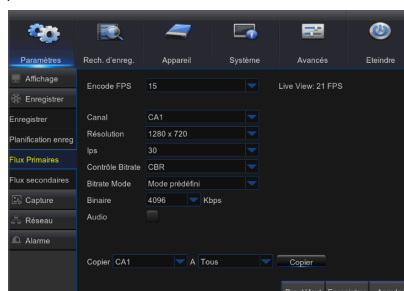 Paramètres Rech. d'enreg. Appareil Système Avancés Eteindre
Affichage
Encode FPS 15 Live View: 21 FPS
Enregistrer
Enregistrer
Canal CA1
Planification enreg
Résolution 1280 x 720
Ips 30
Flux Primaires
Contrôle Bitrate CBR
Flux secondaires
Bitrate Mode Mode prédéfini
Capture
Binaire 4096 Kbps
Réseau
Audio
Alarme
Copier CA1 A Tous Copier